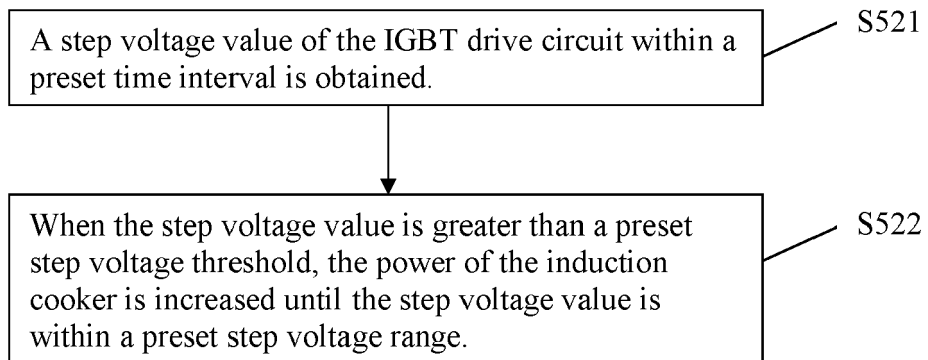 A step voltage value of the IGBT drive circuit within a
preset time interval is obtained.
S521
When the step voltage value is greater than a preset
step voltage threshold, the power of the induction
cooker is increased until the step voltage value is
within a preset step voltage range.
S522